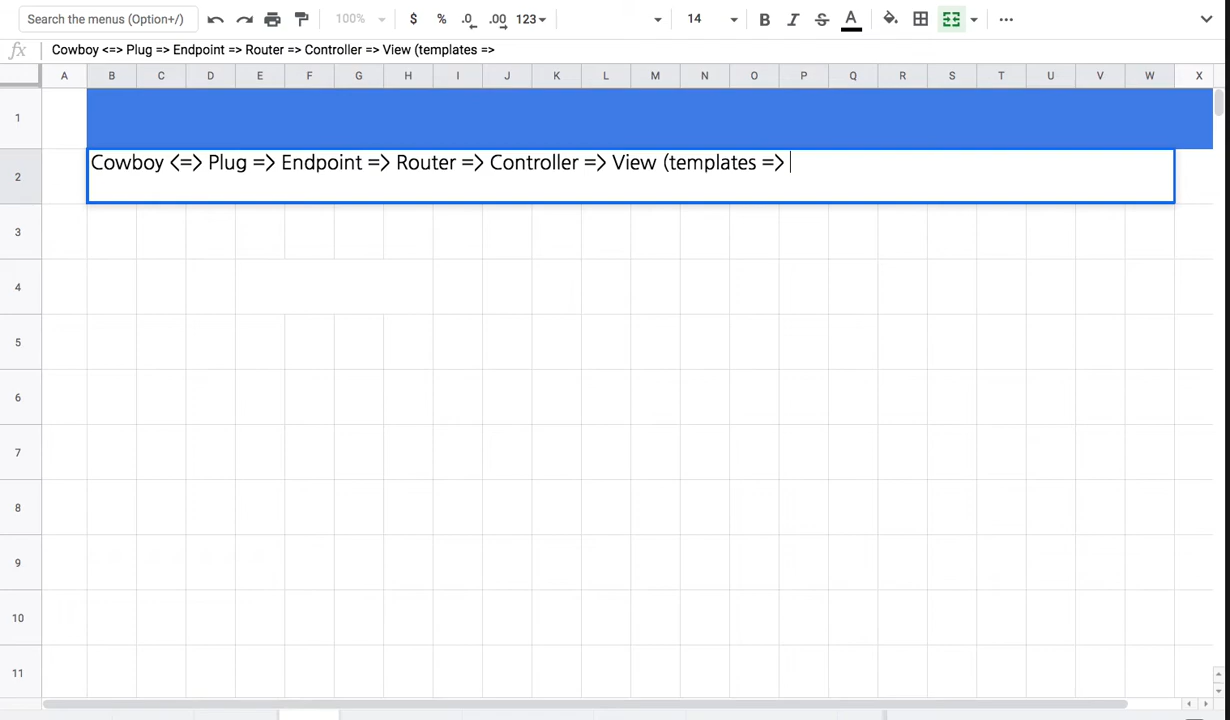 Search the menus (Option+/)
100%
$ % .0 .00 123
14
B I S A
fx
Cowboy <=> Plug => Endpoint => Router => Controller => View (templates =>
A B C D E F G H I J K L M N O P Q R S T U V W X
1
2 Cowboy <=> Plug => Endpoint => Router => Controller => View (templates =>
3
4
5
6
7
8
9
10
11